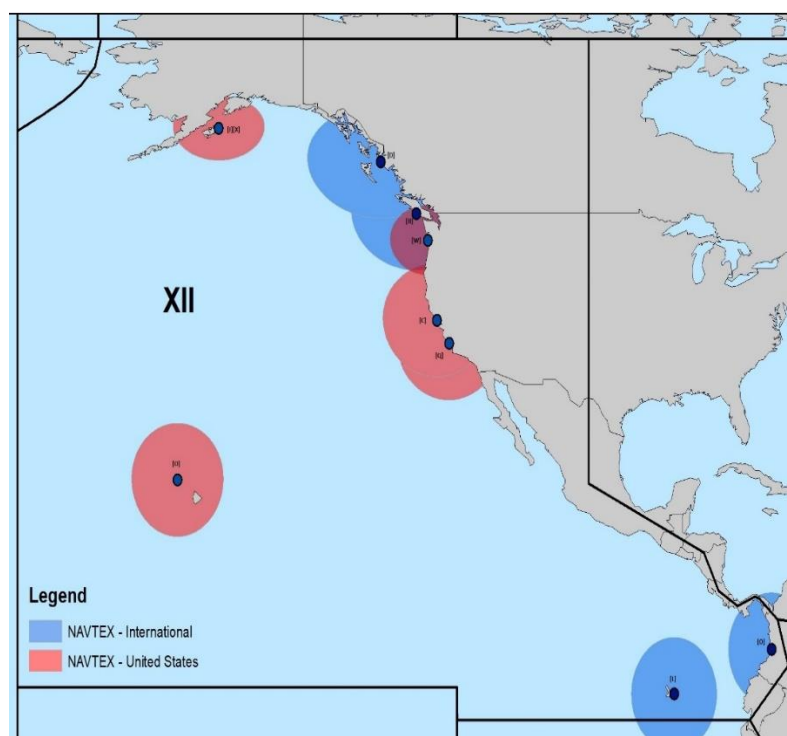 [J][X]
[D]
[W]
XII
[C]
[Q]
[O]
Legend
NAVTEX - International
NAVTEX - United States
[L]